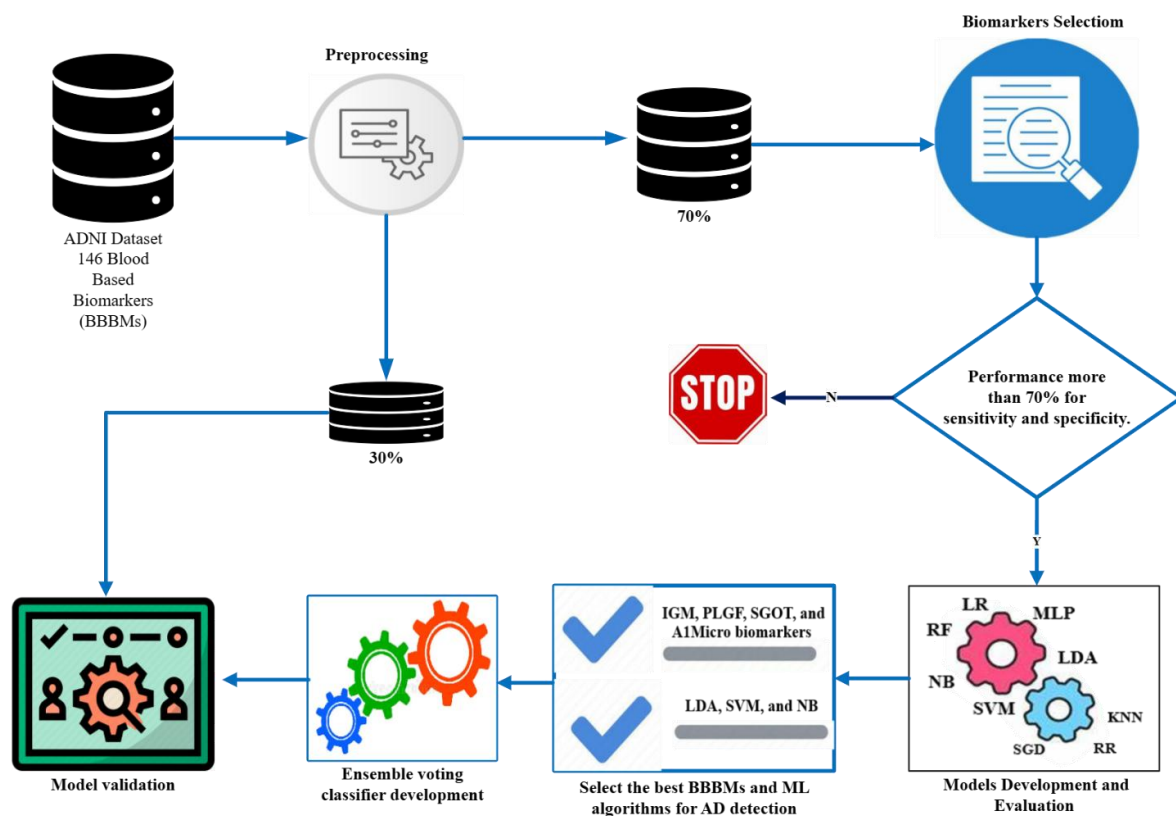 Biomarkers Selectiom
Preprocessing
70%
ADNI Dataset
146 Blood
Based
Biomarkers
(BBBMs)
STOP
N
Performance more
than 70% for
sensitivity and specificity.
30%
Y
LR
MLP
RF
LDA
NB
SVM
KNN
SGD
RR
IGM, PLGF, SGOT, and
A1Micro biomarkers
LDA, SVM, and NB
Model validation
Ensemble voting
classifier development
Select the best BBBMs and ML
algorithms for AD detection
Models Development and
Evaluation